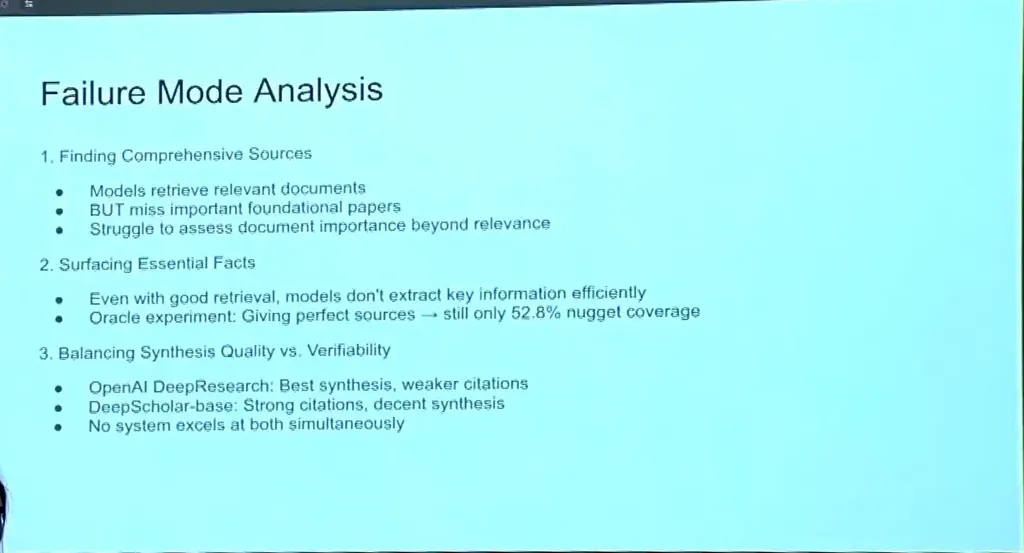 Failure Mode Analysis
1. Finding Comprehensive Sources
● Models retrieve relevant documents
● BUT miss important foundational papers
● Struggle to assess document importance beyond relevance
2. Surfacing Essential Facts
● Even with good retrieval, models don't extract key information efficiently
● Oracle experiment: Giving perfect sources → still only 52.8% nugget coverage
3. Balancing Synthesis Quality vs. Verifiability
● OpenAI DeepResearch: Best synthesis, weaker citations
● DeepScholar-base: Strong citations, decent synthesis
● No system excels at both simultaneously